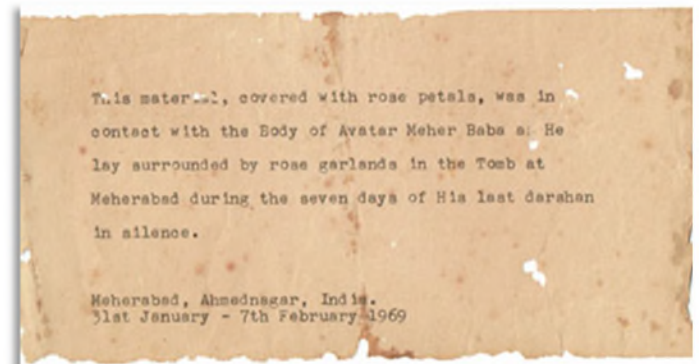 This material, covered with rose petals, was in
contact with the Body of Avatar Meher Baba as He
lay surrounded by rose garlands in the Tomb at
Meherabad during the seven days of His last darshan
in silence.
Meherabad, Ahmednagar, India.
31st January - 7th February 1969